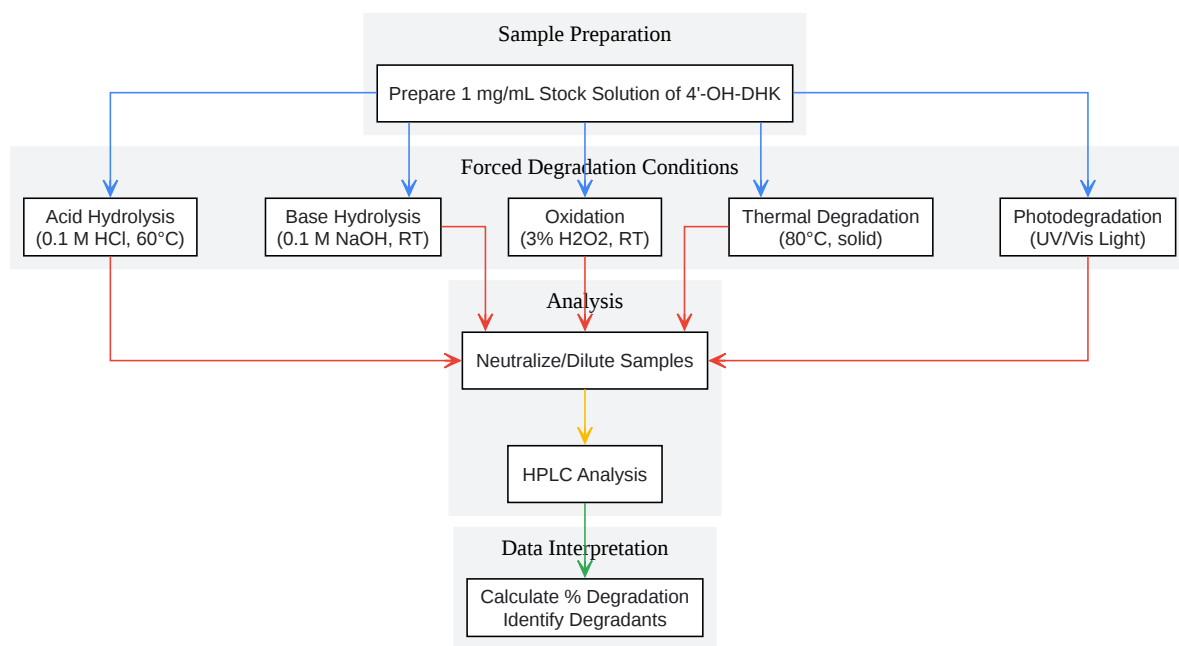 Sample Preparation
Prepare 1 mg/mL Stock Solution of 4'-OH-DHK
Forced Degradation Conditions
Acid Hydrolysis
(0.1 M HCl, 60°C)
Base Hydrolysis
(0.1 M NaOH, RT)
Oxidation
(3% H2O2, RT)
Thermal Degradation
(80°C, solid)
Photodegradation
(UV/Vis Light)
Analysis
Neutralize/Dilute Samples
HPLC Analysis
Data Interpretation
Calculate % Degradation
Identify Degradants